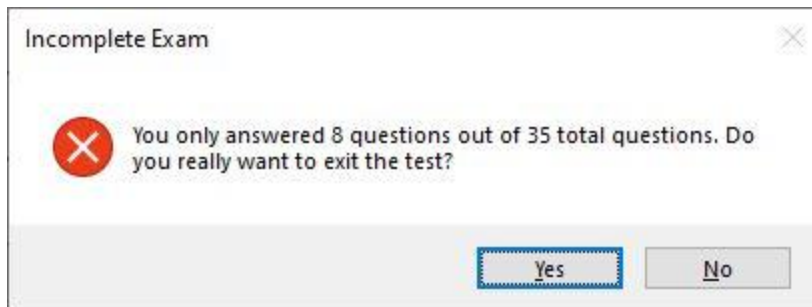 Incomplete Exam
You only answered 8 questions out of 35 total questions. Do
you really want to exit the test?
Yes
No